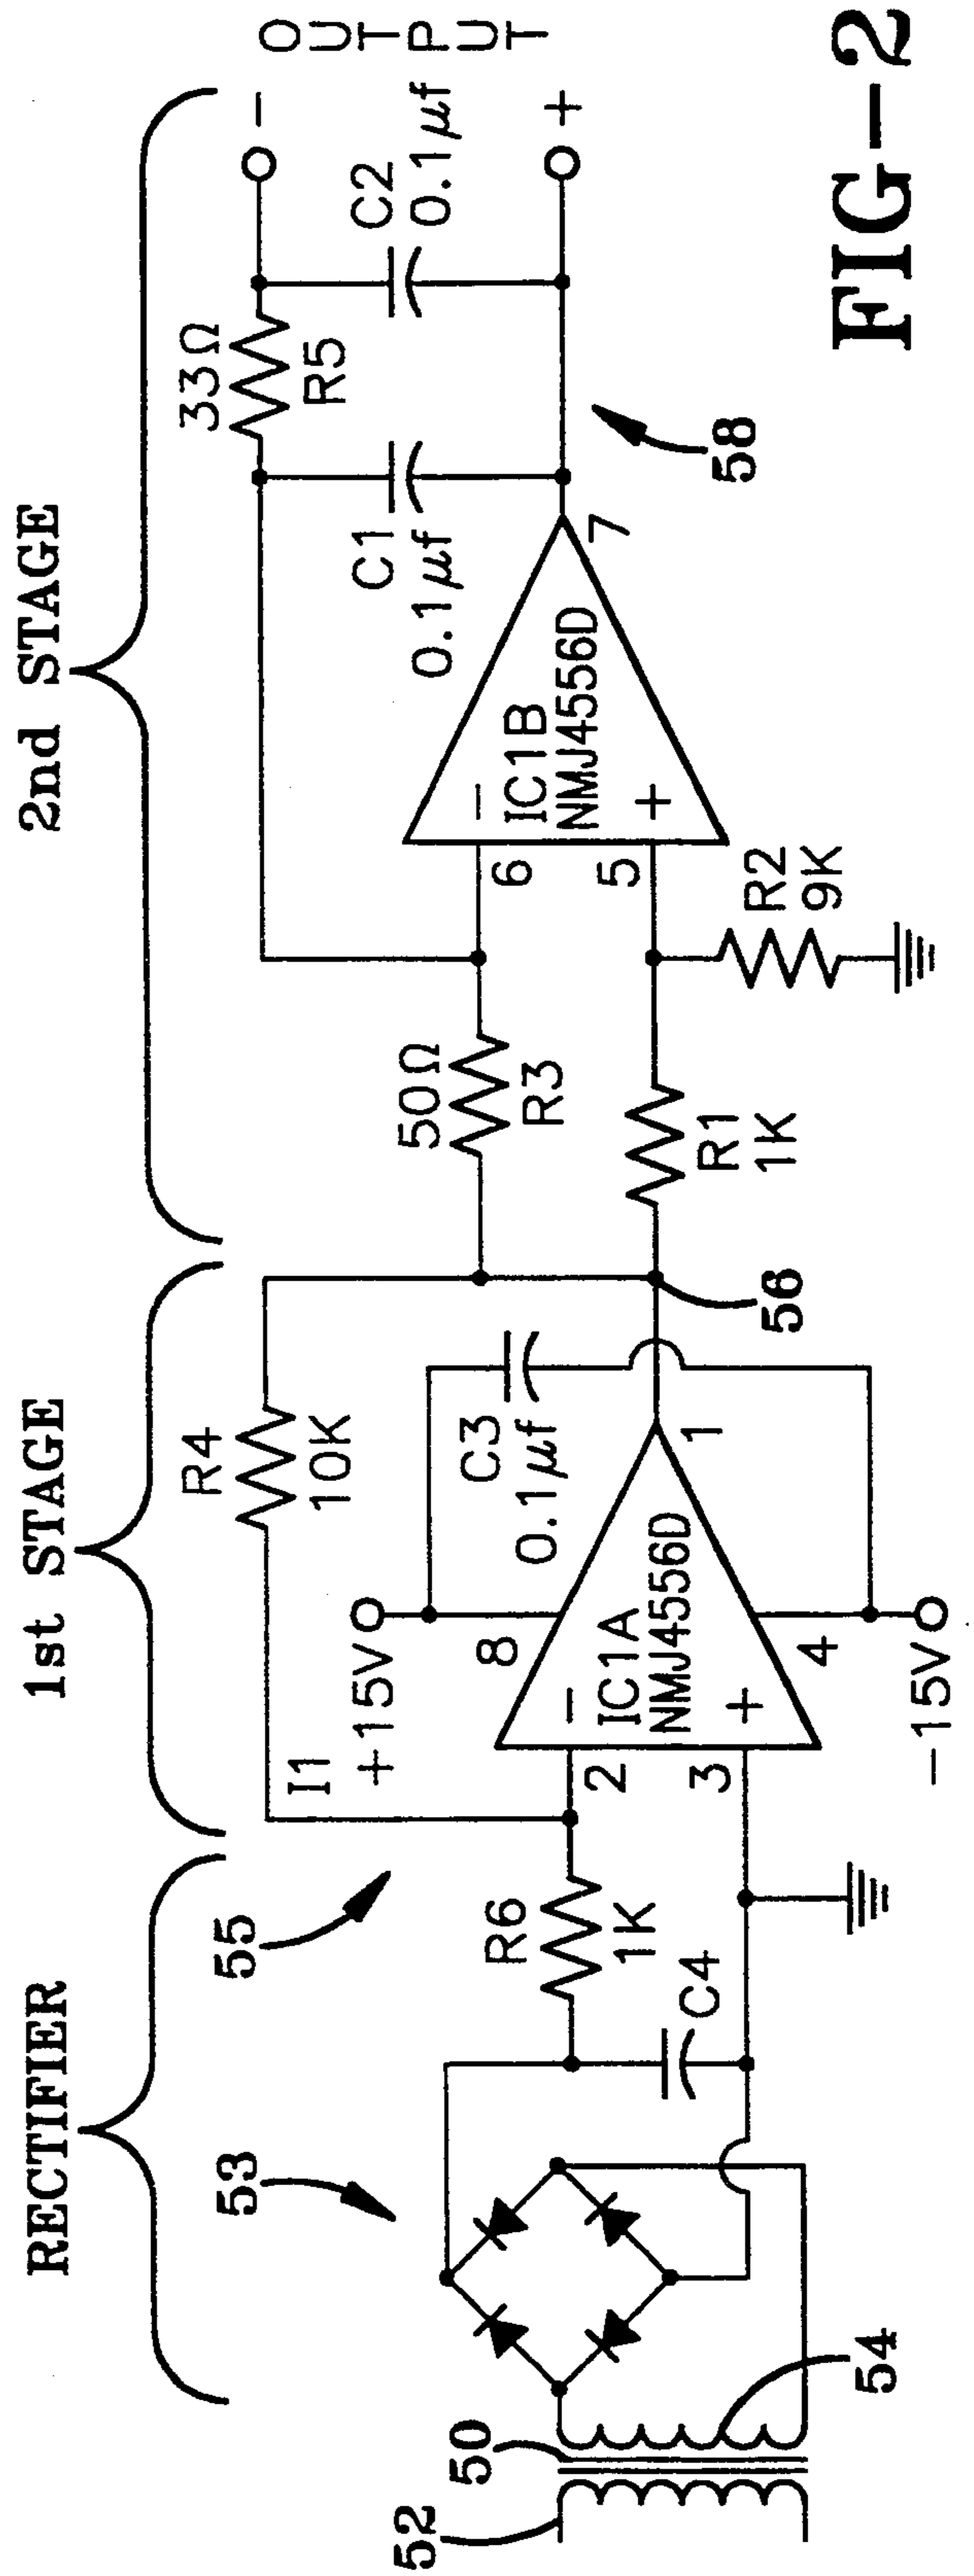 RECTIFIER
1st STAGE
2nd STAGE
53
55
52
50
54
C4
R6
1K
R4
10K
I1
+15V
8
2
3
−
+
IC1A
NMJ4556D
4
−15V
1
C3
0.1µf
56
50Ω
R3
R1
1K
R2
9K
6
5
−
+
IC1B
NMJ4556D
7
C1
0.1µf
33Ω
R5
C2
0.1µf
58
−
+
OUTPUT
FIG-2